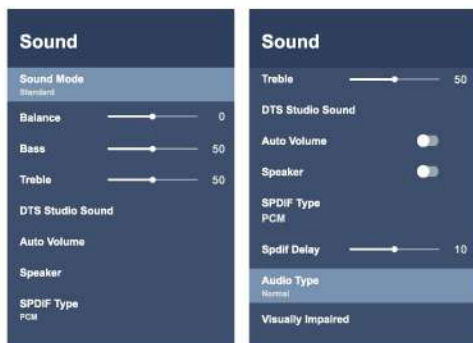 Sound
Sound Mode
Standard
Balance 0
Bass 50
Treble 50
DTS Studio Sound
Auto Volume
Speaker
SPDIF Type
PCM
Sound
Treble 50
DTS Studio Sound
Auto Volume
Speaker
SPDIF Type
PCM
Spdif Delay 10
Audio Type
Normal
Visually Impaired